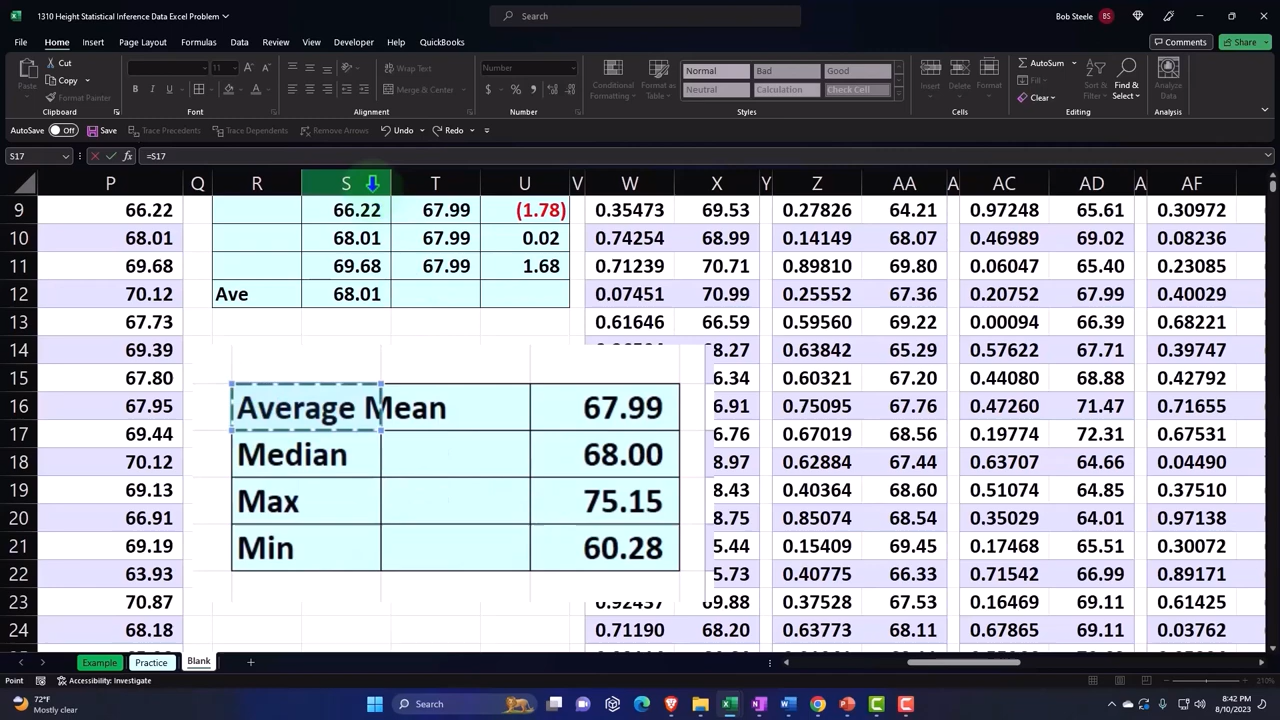 1310 Height Statistical Inference Data Excel Problem
Search
Bob Steele BS
File Home Insert Page Layout Formulas Data Review View Developer Automate Help QuickBooks
Comments Share
Cut
Copy
Format Painter
Paste
Clipboard
11
Font
Wrap Text
Merge & Center
Alignment
Number
Number
Conditional Formatting
Format as Table
Normal Bad Good
Neutral Calculation Check Cell
Styles
Insert Delete Format
Cells
AutoSum
Fill
Clear
Sort & Filter
Find & Select
Editing
Analyze Data
Analysis
AutoSave Off Save Trace Precedents Trace Dependents Remove Arrows Undo Redo
S17 =S17
P Q R S T U V W X Y Z AA A AC AD A AF
9 66.22 66.22 67.99 (1.78) 0.35473 69.53 0.27826 64.21 0.97248 65.61 0.30972
10 68.01 68.01 67.99 0.02 0.74254 68.99 0.14149 68.07 0.46989 69.02 0.08236
11 69.68 69.68 67.99 1.68 0.71239 70.71 0.89810 69.80 0.06047 65.40 0.23085
12 70.12 Ave 68.01 0.07451 70.99 0.25552 67.36 0.20752 67.99 0.40029
13 67.73 0.61646 66.59 0.59560 69.22 0.00094 66.39 0.68221
14 69.39 8.27 0.63842 65.29 0.57622 67.71 0.39747
15 67.80 6.34 0.60321 67.20 0.44080 68.88 0.42792
16 67.95 Average Mean 67.99 6.91 0.75095 67.76 0.47260 71.47 0.71655
17 69.44 Median 68.00 6.76 0.67019 68.56 0.19774 72.31 0.67531
18 70.12 8.97 0.62884 67.44 0.63707 64.66 0.04490
19 69.13 Max 75.15 8.43 0.40364 68.60 0.51074 64.85 0.37510
20 66.91 8.75 0.85074 68.54 0.35029 64.01 0.97138
21 69.19 Min 60.28 5.44 0.15409 69.45 0.17468 65.51 0.30072
22 63.93 5.73 0.40775 66.33 0.71542 66.99 0.89171
23 70.87 69.88 0.37528 67.53 0.16469 69.11 0.61425
24 68.18 0.71190 68.20 0.63773 68.11 0.67865 69.11 0.03762
Example Practice Blank
Point Accessibility: Investigate 210%
72°F
Mostly clear
Search
8:42 PM
8/10/2023